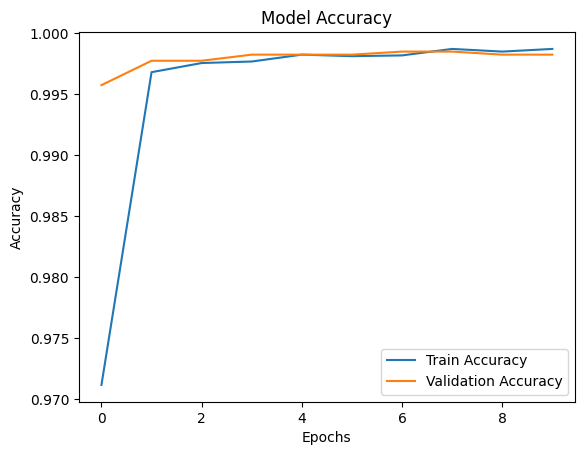 Model Accuracy
1.000
0.995
0.990
0.985
0.980
0.975
0.970
Accuracy
0 2 4 6 8
Epochs
Train Accuracy
Validation Accuracy